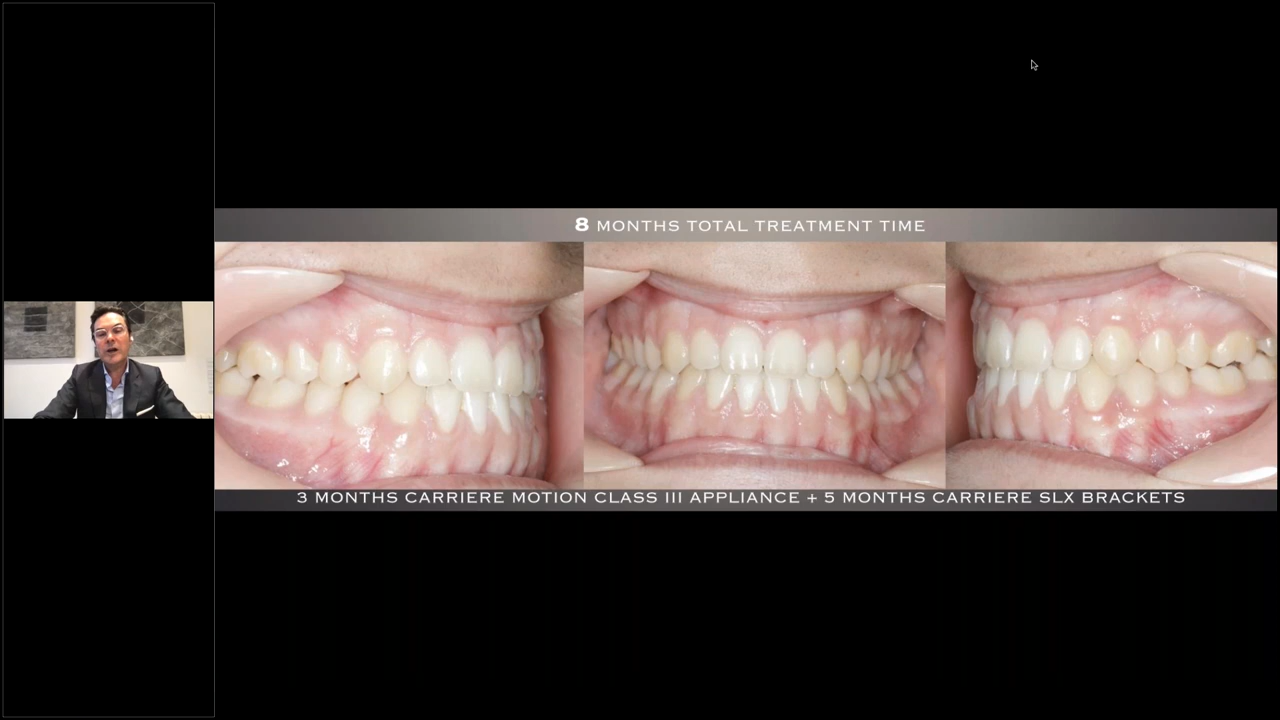 8 MONTHS TOTAL TREATMENT TIME
3 MONTHS CARRIERE MOTION CLASS III APPLIANCE + 5 MONTHS CARRIERE SLX BRACKETS